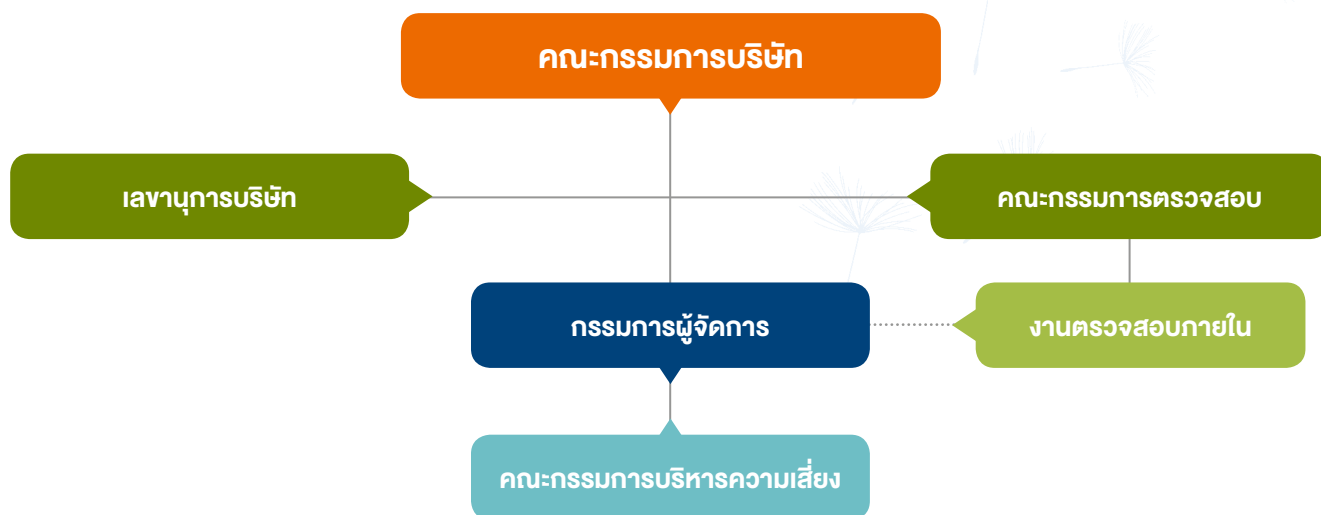 คณะกรรมการบริษัท
เลขานุการบริษัท
คณะกรรมการตรวจสอบ
กรรมการผู้จัดการ
งานตรวจสอบภายใน
คณะกรรมการบริหารความเสี่ยง